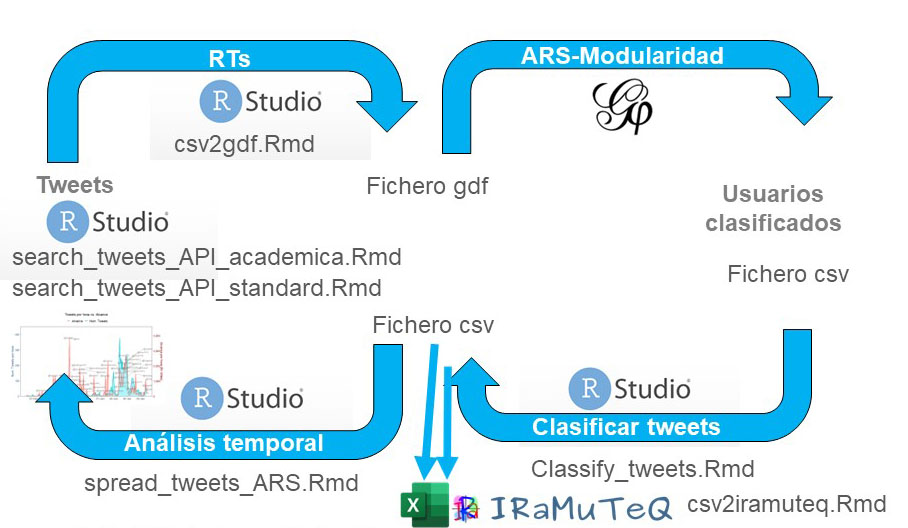 RTs
ARS-Modularidad
R Studio
csv2gdf.Rmd
Tweets
Fichero gdf
Usuarios
clasificados
R Studio
search_tweets_API_academica.Rmd
search_tweets_API_standard.Rmd
Fichero csv
Fichero csv
R Studio
R Studio
Análisis temporal
Clasificar tweets
spread_tweets_ARS.Rmd
Classify_tweets.Rmd
X
R IRaMuTeQ
csv2iramuteq.Rmd